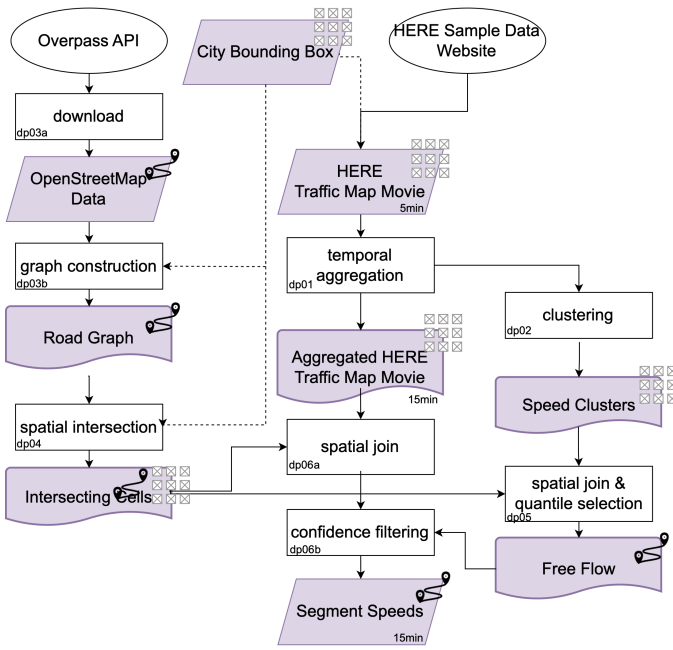 Overpass API
City Bounding Box
HERE Sample Data
Website
download
dp03a
OpenStreetMap
Data
HERE
Traffic Map Movie
5min
graph construction
dp03b
temporal
aggregation
dp01
clustering
dp02
Road Graph
Aggregated HERE
Traffic Map Movie
15min
Speed Clusters
spatial intersection
dp04
spatial join
dp06a
Intersecting Cells
spatial join &
quantile selection
dp05
confidence filtering
dp06b
Free Flow
Segment Speeds
15min